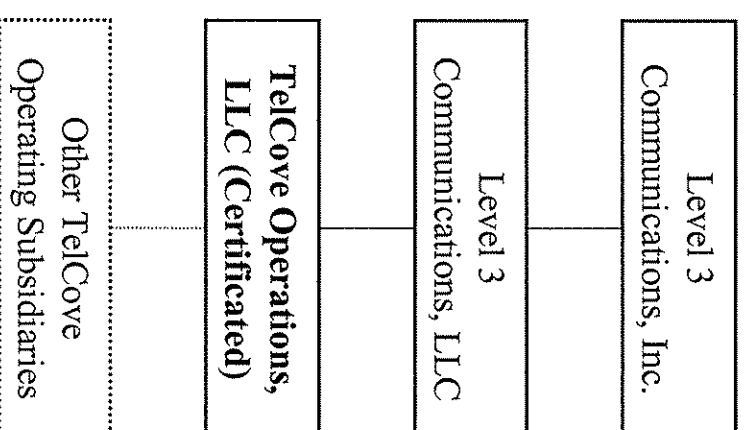 Level 3
Communications, Inc.
Level 3
Communications, LLC
TelCove Operations,
LLC (Certificated)
Other TelCove
Operating Subsidiaries